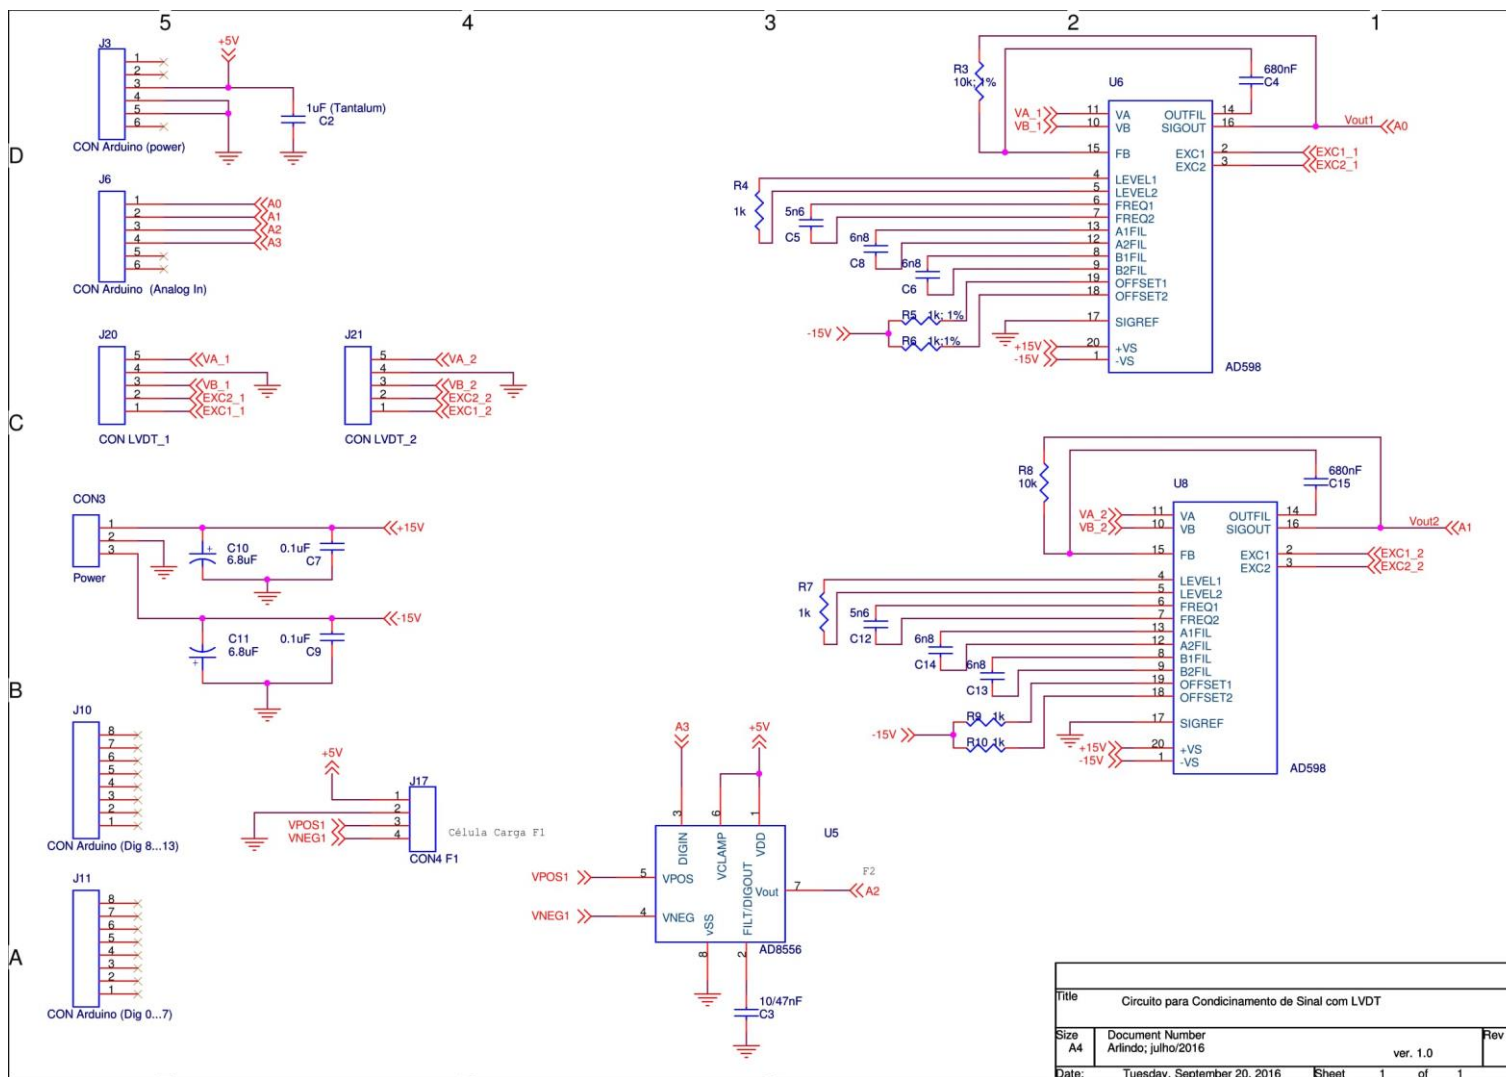 5 4 3 2 1
D
C
B
A
J3
1
2
3
4
5
6
CON Arduino (power)
+5V
1uF (Tantalum)
C2
J6
1 A0
2 A1
3 A2
4 A3
5
6
CON Arduino (Analog In)
J20
5 VA_1
4
3 VB_1
2 EXC2_1
1 EXC1_1
CON LVDT_1
J21
5 VA_2
4
3 VB_2
2 EXC2_2
1 EXC1_2
CON LVDT_2
CON3
1
2
3
Power
+15V
C10
6.8uF
+
0.1uF
C7
-15V
C11
6.8uF
+
0.1uF
C9
J10
8
7
6
5
4
3
2
1
CON Arduino (Dig 8...13)
J11
8
7
6
5
4
3
2
1
CON Arduino (Dig 0...7)
+5V
J17
1
2
VPOS1 3
VNEG1 4
CON4 F1
Célula Carga F1
A3
+5V
3 6 1
DIGIN
VCLAMP
VDD
U5
VPOS1 5 VPOS
VNEG1 4 VNEG
vSS
FILT/DIGOUT
Vout 7 A2
F2
AD8556
8 2
10/47nF
C3
R3
10k; 1%
680nF
C4
U6
VA_1 11 VA
VB_1 10 VB
15 FB
OUTFIL 14
SIGOUT 16
Vout1 A0
EXC1 2 EXC1_1
EXC2 3 EXC2_1
R4
1k
5n6
C5
6n8
C8
6n8
C6
4 LEVEL1
5 LEVEL2
6 FREQ1
7 FREQ2
13 A1FIL
12 A2FIL
8 B1FIL
9 B2FIL
19 OFFSET1
18 OFFSET2
-15V
R5 1k; 1%
R6 1k;1%
17 SIGREF
+15V 20 +VS
-15V 1 -VS
AD598
R8
10k
680nF
C15
U8
VA_2 11 VA
VB_2 10 VB
15 FB
OUTFIL 14
SIGOUT 16
Vout2 A1
EXC1 2 EXC1_2
EXC2 3 EXC2_2
R7
1k
5n6
C12
6n8
C14
6n8
C13
4 LEVEL1
5 LEVEL2
6 FREQ1
7 FREQ2
13 A1FIL
12 A2FIL
8 B1FIL
9 B2FIL
19 OFFSET1
18 OFFSET2
-15V
R9 1k
R10 1k
17 SIGREF
+15V 20 +VS
-15V 1 -VS
AD598
Title
Circuito para Condicinamento de Sinal com LVDT
Size
A4
Document Number
Arlindo; julho/2016
ver. 1.0
Rev
Date: Tuesday, September 20, 2016 Sheet 1 of 1